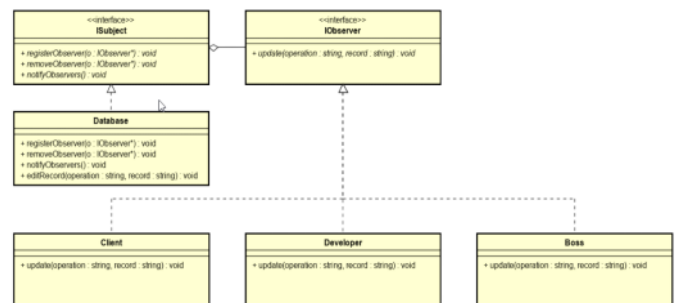 <<interface>>
ISubject
+ registerObserver(o : IObserver*) : void
+ removeObserver(o : IObserver*) : void
+ notifyObservers() : void
<<interface>>
IObserver
+ update(operation : string, record : string) : void
Database
+ registerObserver(o : IObserver*) : void
+ removeObserver(o : IObserver*) : void
+ notifyObservers() : void
+ editRecord(operation : string, record : string) : void
Client
+ update(operation : string, record : string) : void
Developer
+ update(operation : string, record : string) : void
Boss
+ update(operation : string, record : string) : void